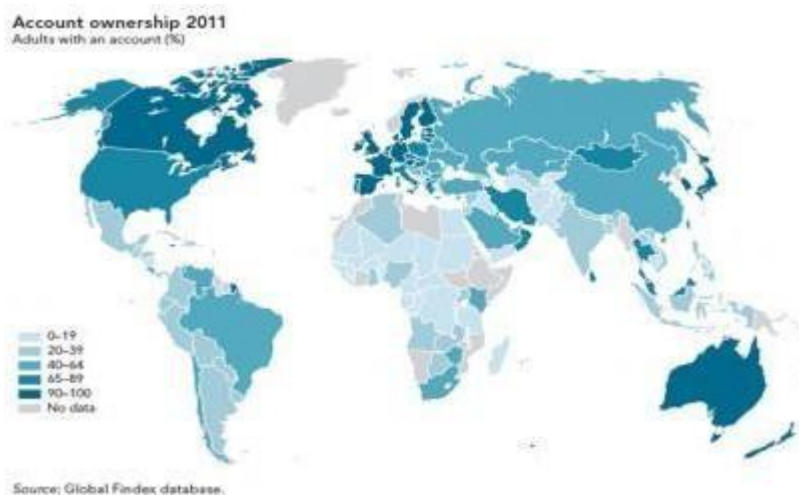 Account ownership 2011
Adults with an account (%)
0–19
20–39
40–64
65–89
90–100
No data
Source: Global Findex database.